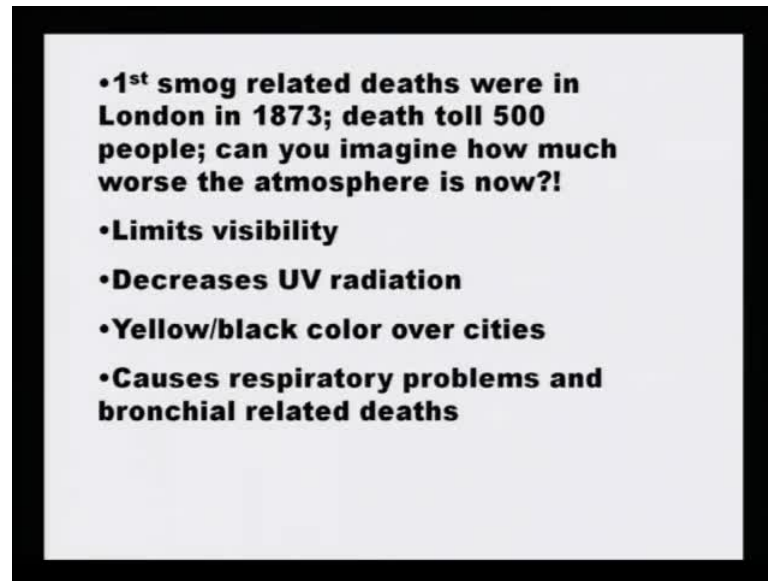 •1st smog related deaths were in
London in 1873; death toll 500
people; can you imagine how much
worse the atmosphere is now?!
•Limits visibility
•Decreases UV radiation
•Yellow/black color over cities
•Causes respiratory problems and
bronchial related deaths